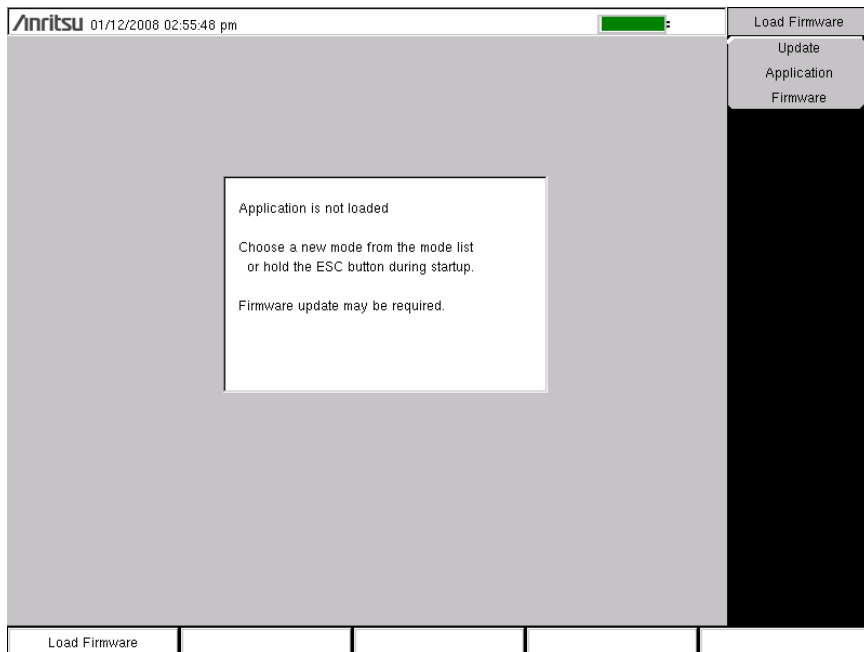 Anritsu 01/12/2008 02:55:48 pm
Load Firmware
Update
Application
Firmware
Application is not loaded
Choose a new mode from the mode list
or hold the ESC button during startup.
Firmware update may be required.
Load Firmware